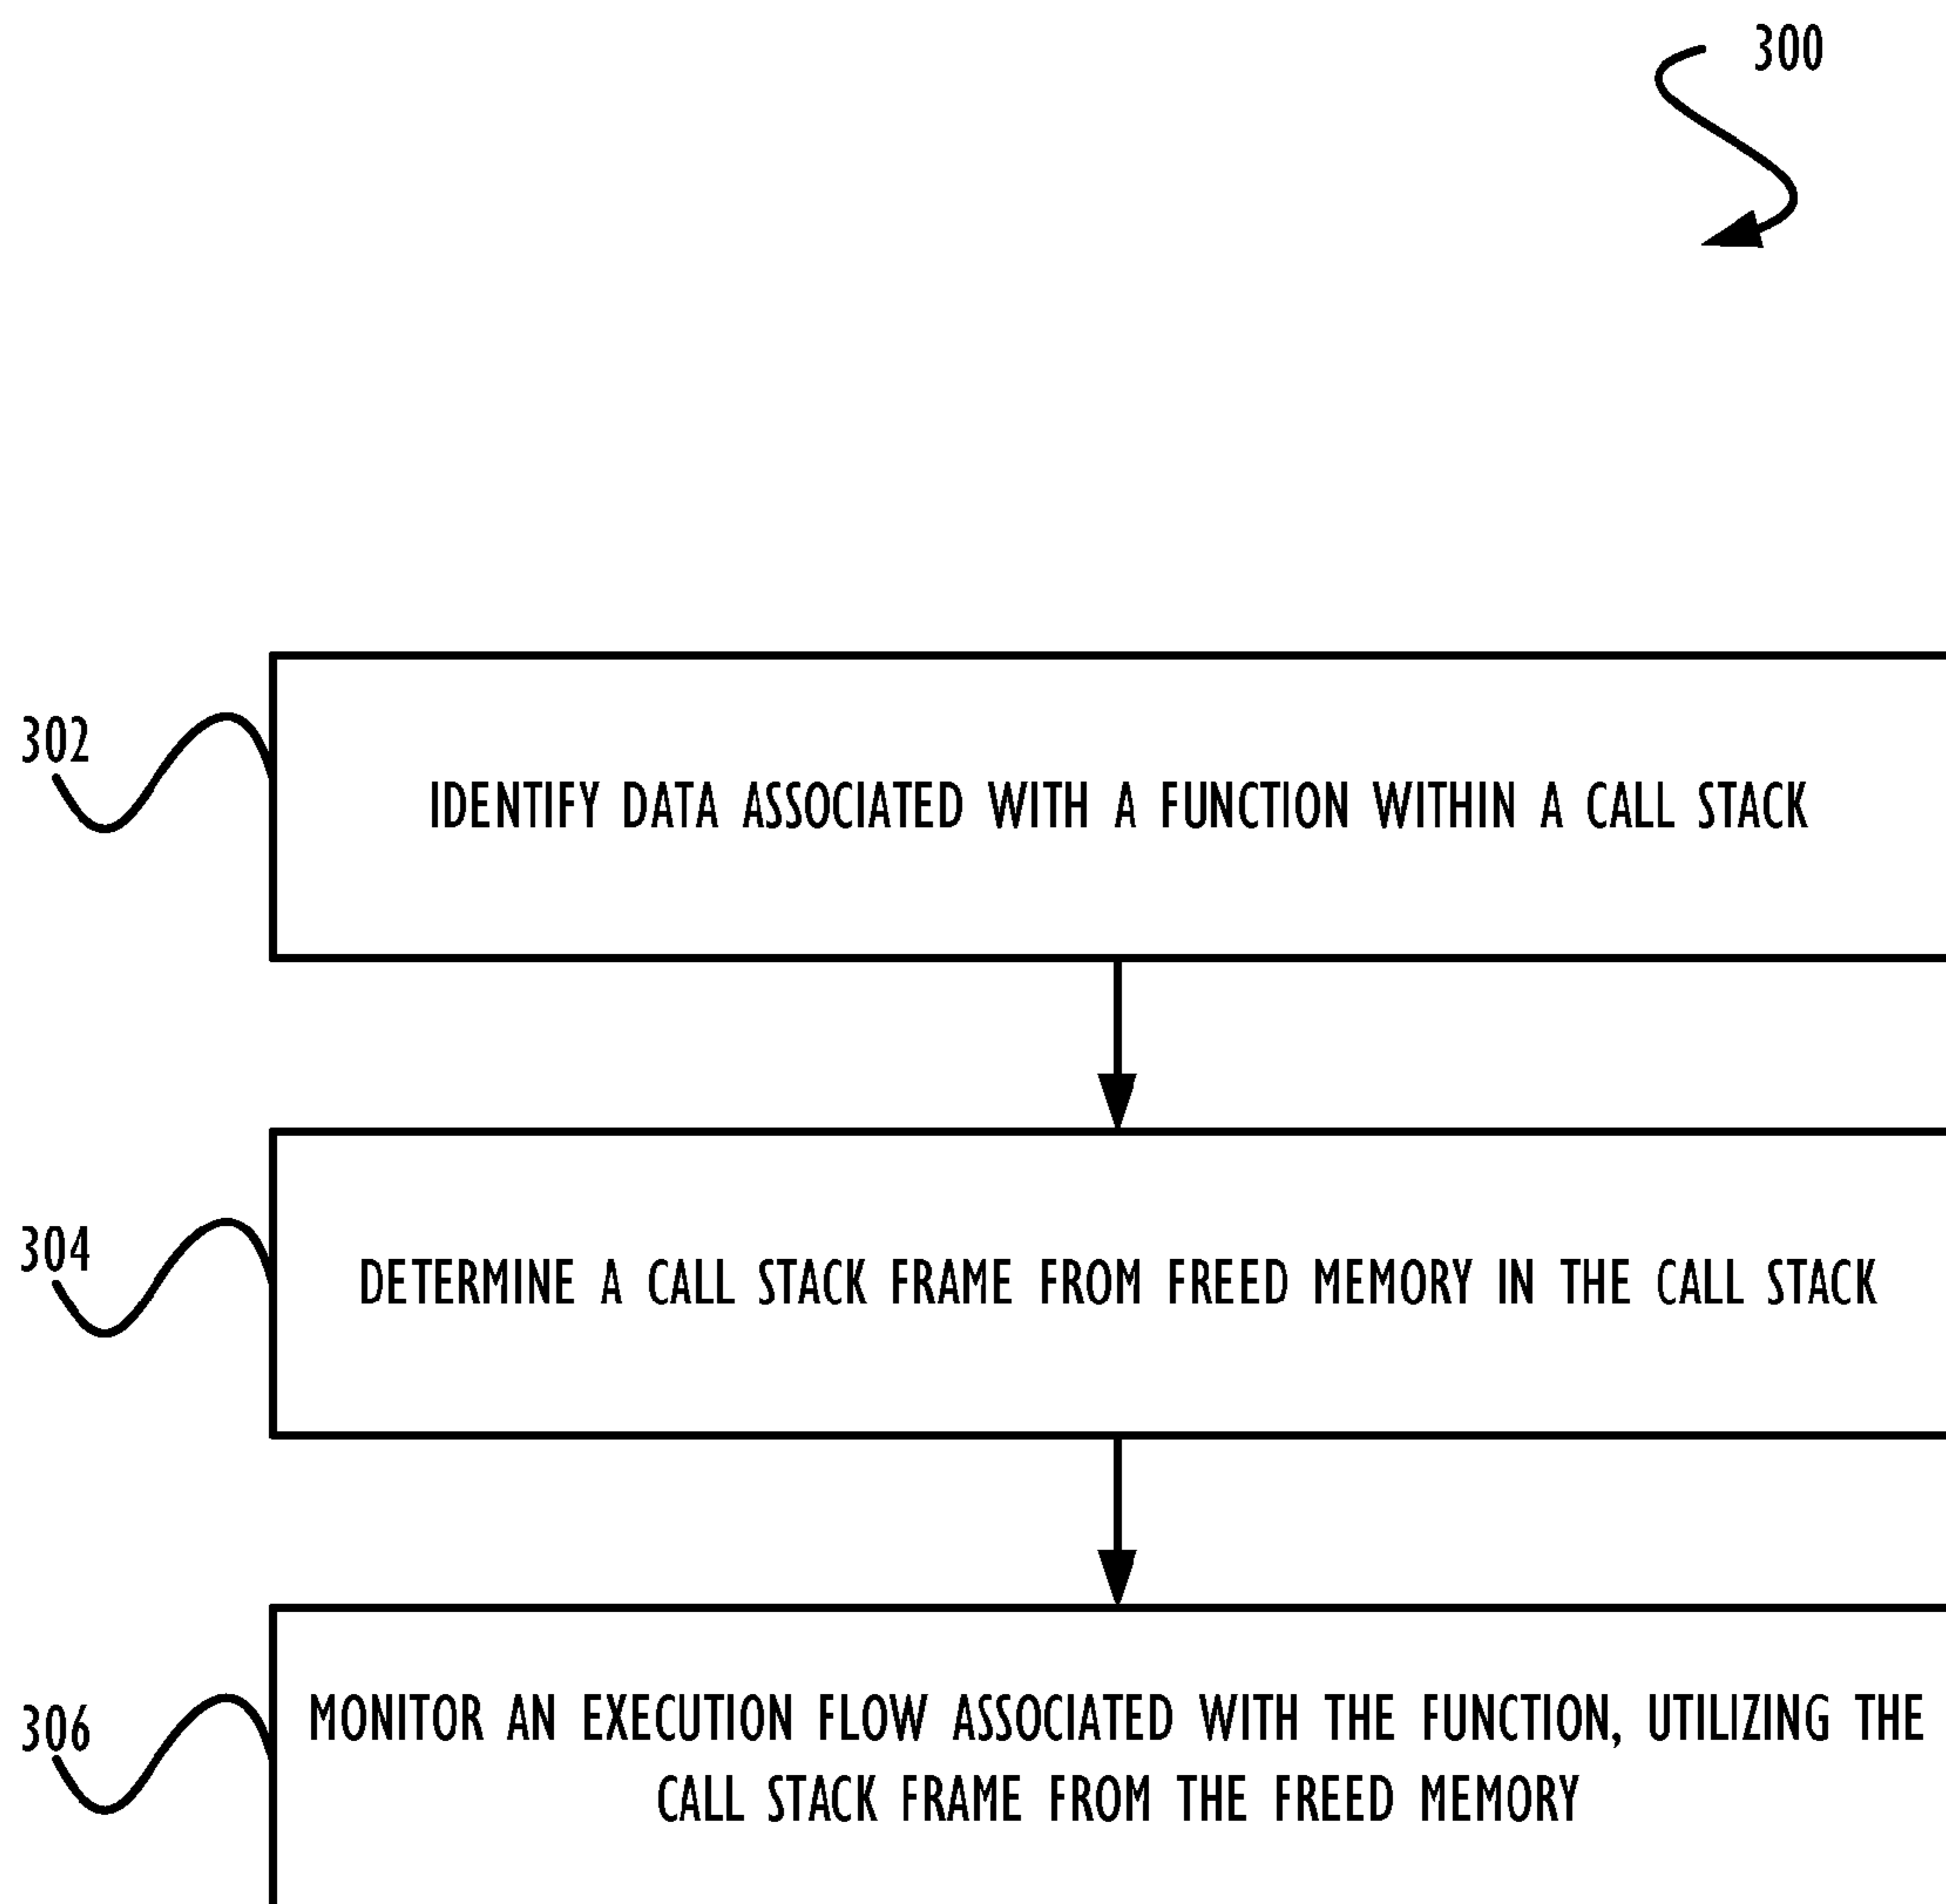 300
302
IDENTIFY DATA ASSOCIATED WITH A FUNCTION WITHIN A CALL STACK
304
DETERMINE A CALL STACK FRAME FROM FREED MEMORY IN THE CALL STACK
306
MONITOR AN EXECUTION FLOW ASSOCIATED WITH THE FUNCTION, UTILIZING THE
CALL STACK FRAME FROM THE FREED MEMORY